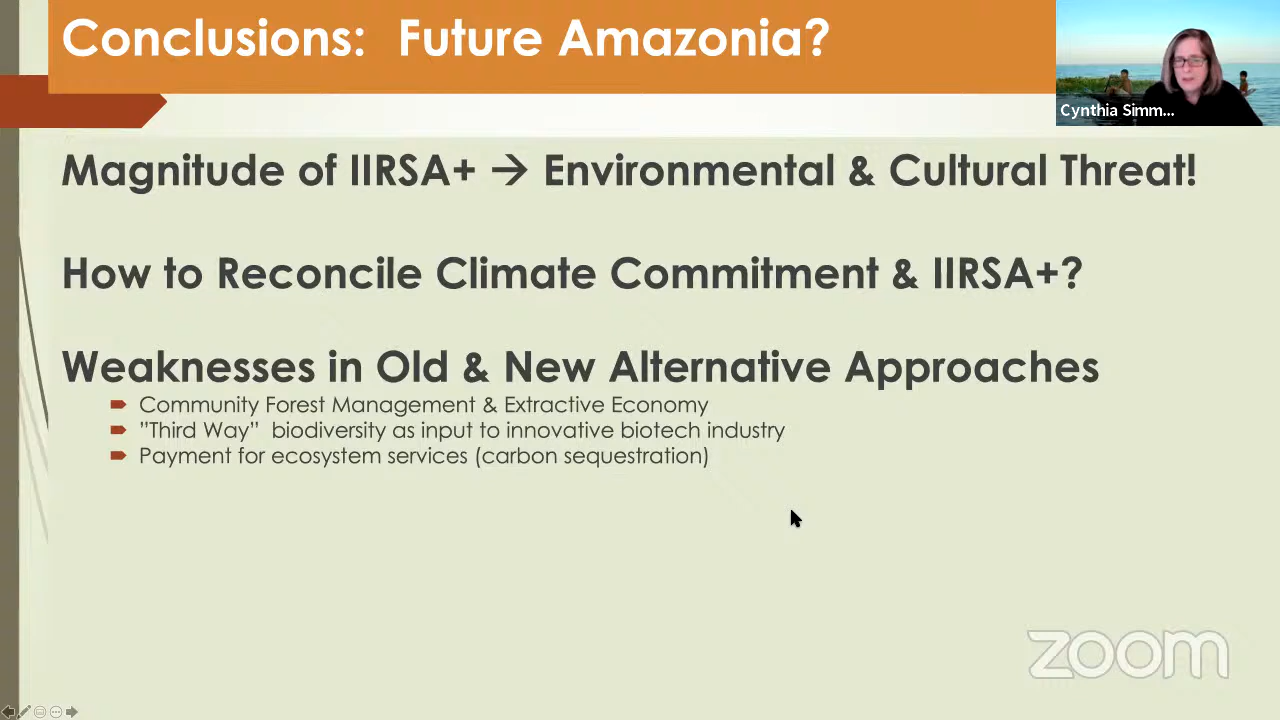 Conclusions:  Future Amazonia?
Cynthia Simm...
Magnitude of IIRSA+ → Environmental & Cultural Threat!
How to Reconcile Climate Commitment & IIRSA+?
Weaknesses in Old & New Alternative Approaches
Community Forest Management & Extractive Economy
”Third Way”  biodiversity as input to innovative biotech industry
Payment for ecosystem services (carbon sequestration)
zoom